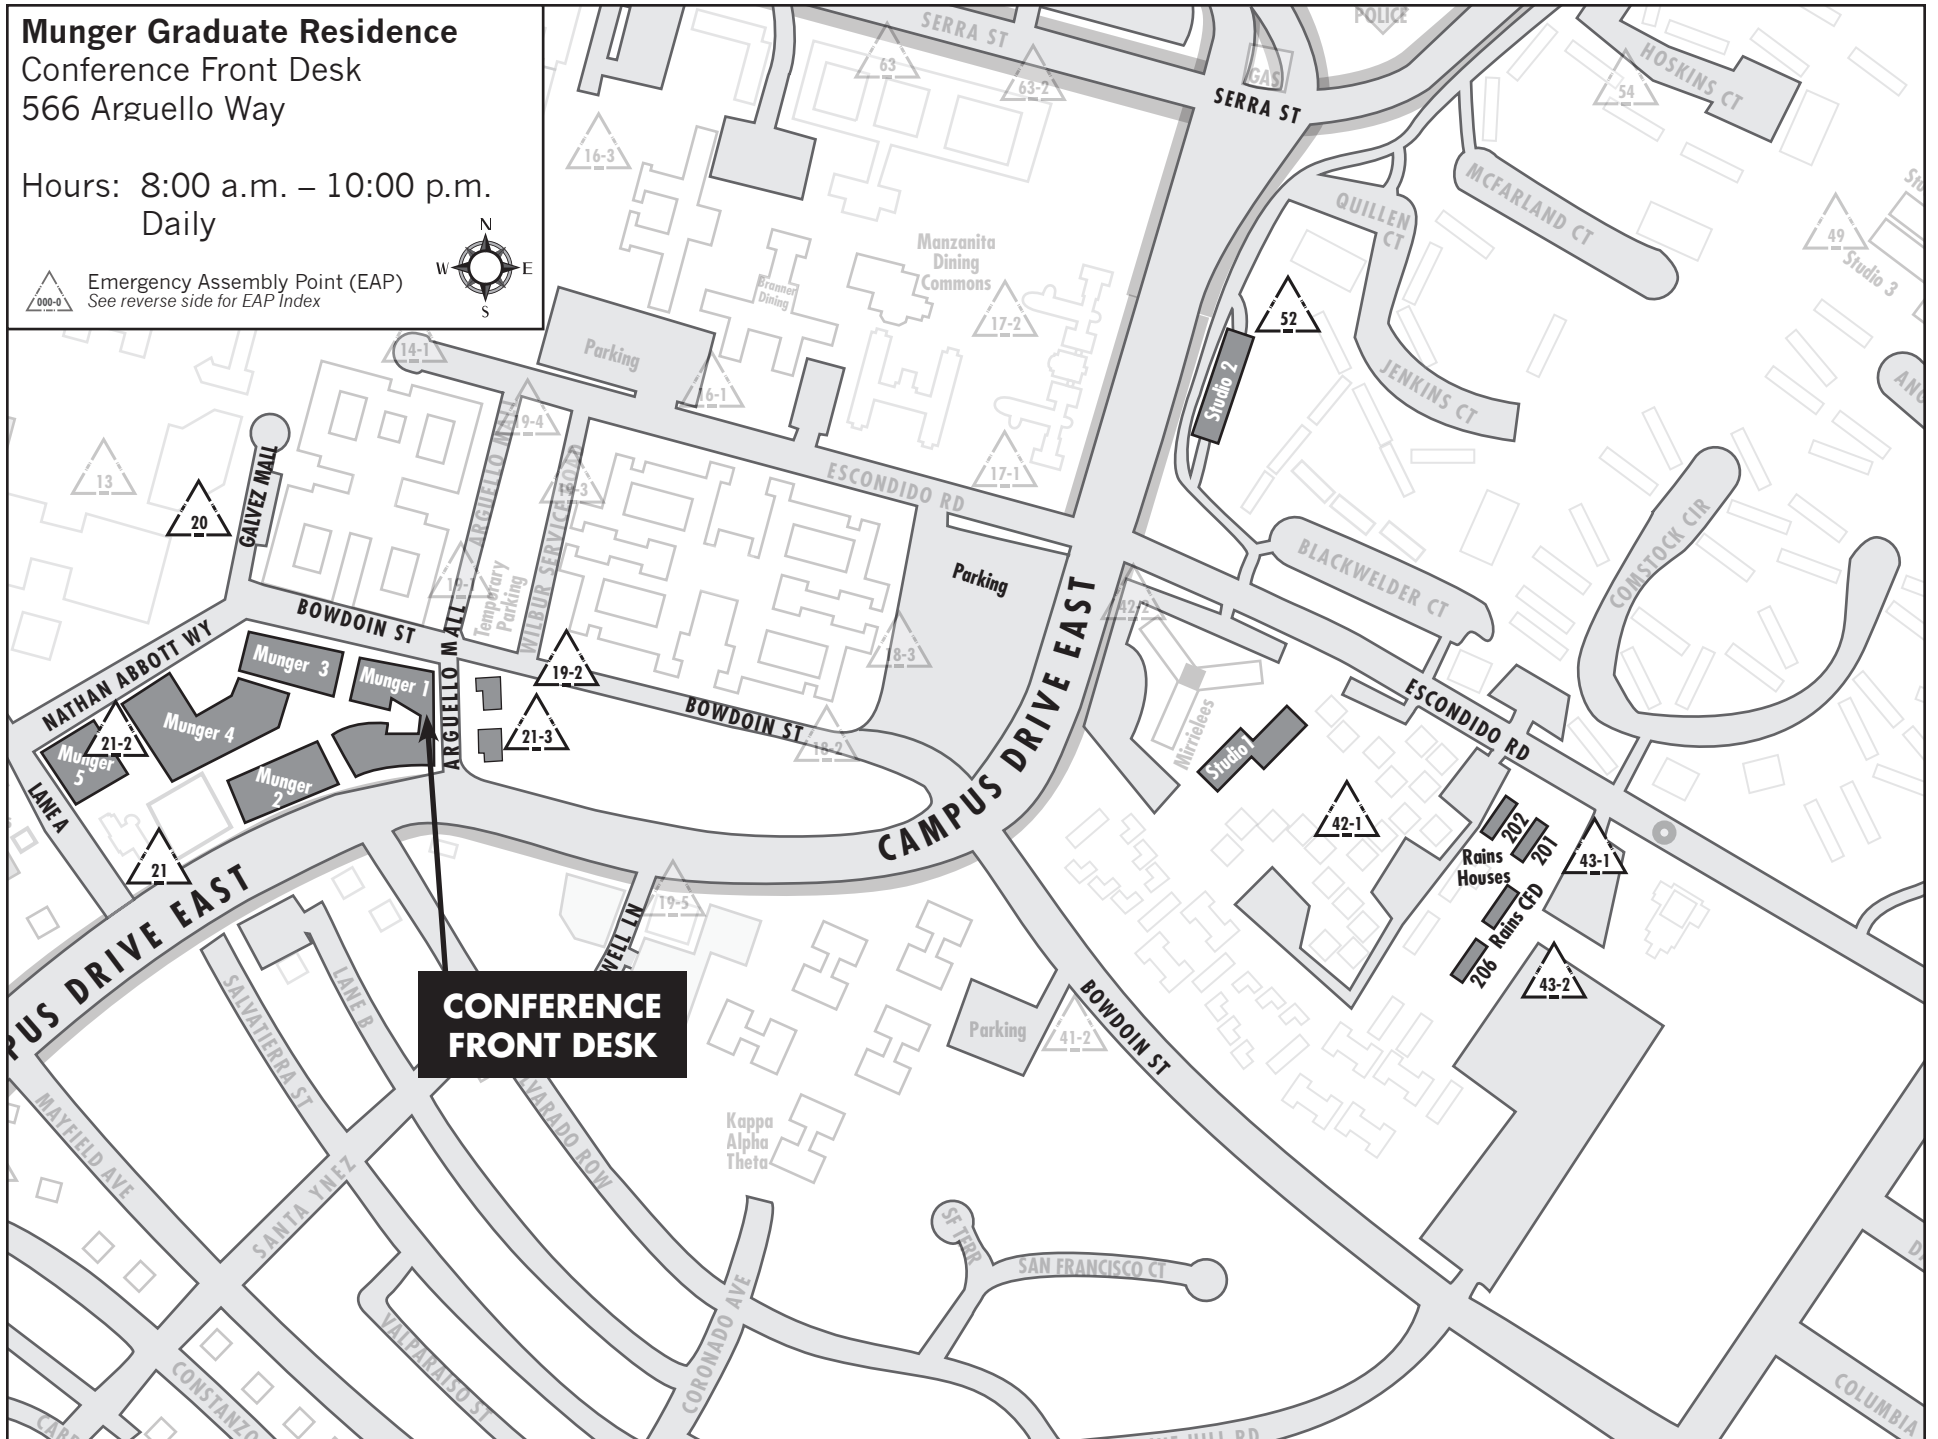 Munger Graduate Residence
Conference Front Desk
566 Arguello Way
Hours: 8:00 a.m. – 10:00 p.m.
Daily
N
W E
S
000-0
Emergency Assembly Point (EAP)
See reverse side for EAP Index
SERRA ST
POLICE
63
63-2
GAS
SERRA ST
HOSKINS CT
54
16-3
MCFARLAND CT
QUILLEN
CT
49
Studio 3
Manzanita
Dining
Commons
Branner
Dining
17-2
52
14-1
Parking
16-1
Studio 2
JENKINS CT
19-4
13
20
GALVEZ MALL
ARGUELLO MALL
19-3
WILBUR SERVICE ROAD
ESCONDIDO RD
17-1
COMSTOCK CIR
BLACKWELDER CT
Parking
19-1
Temporary
Parking
42-2
BOWDOIN ST
NATHAN ABBOTT WY
ARGUELLO MALL
19-2
18-3
CAMPUS DRIVE EAST
Munger 3
Munger 1
Munger 4
21-2
Munger
5
Munger
2
21-3
BOWDOIN ST
18-2
Mirrielees
Studio1
ESCONDIDO RD
LANE A
21
42-1
202
201
Rains
Houses
43-1
Rains CFD
206
43-2
PUS DRIVE EAST
19-5
WELL LN
LANE B
SALVATIERRA ST
CONFERENCE
FRONT DESK
Parking
41-2
BOWDOIN ST
MAYFIELD AVE
LVARADO ROW
Kappa
Alpha
Theta
SANTA YNEZ
SF TERR
SAN FRANCISCO CT
CORONADO AVE
VALPARAISO ST
CONSTANZO
COLUMBIA
HILL RD